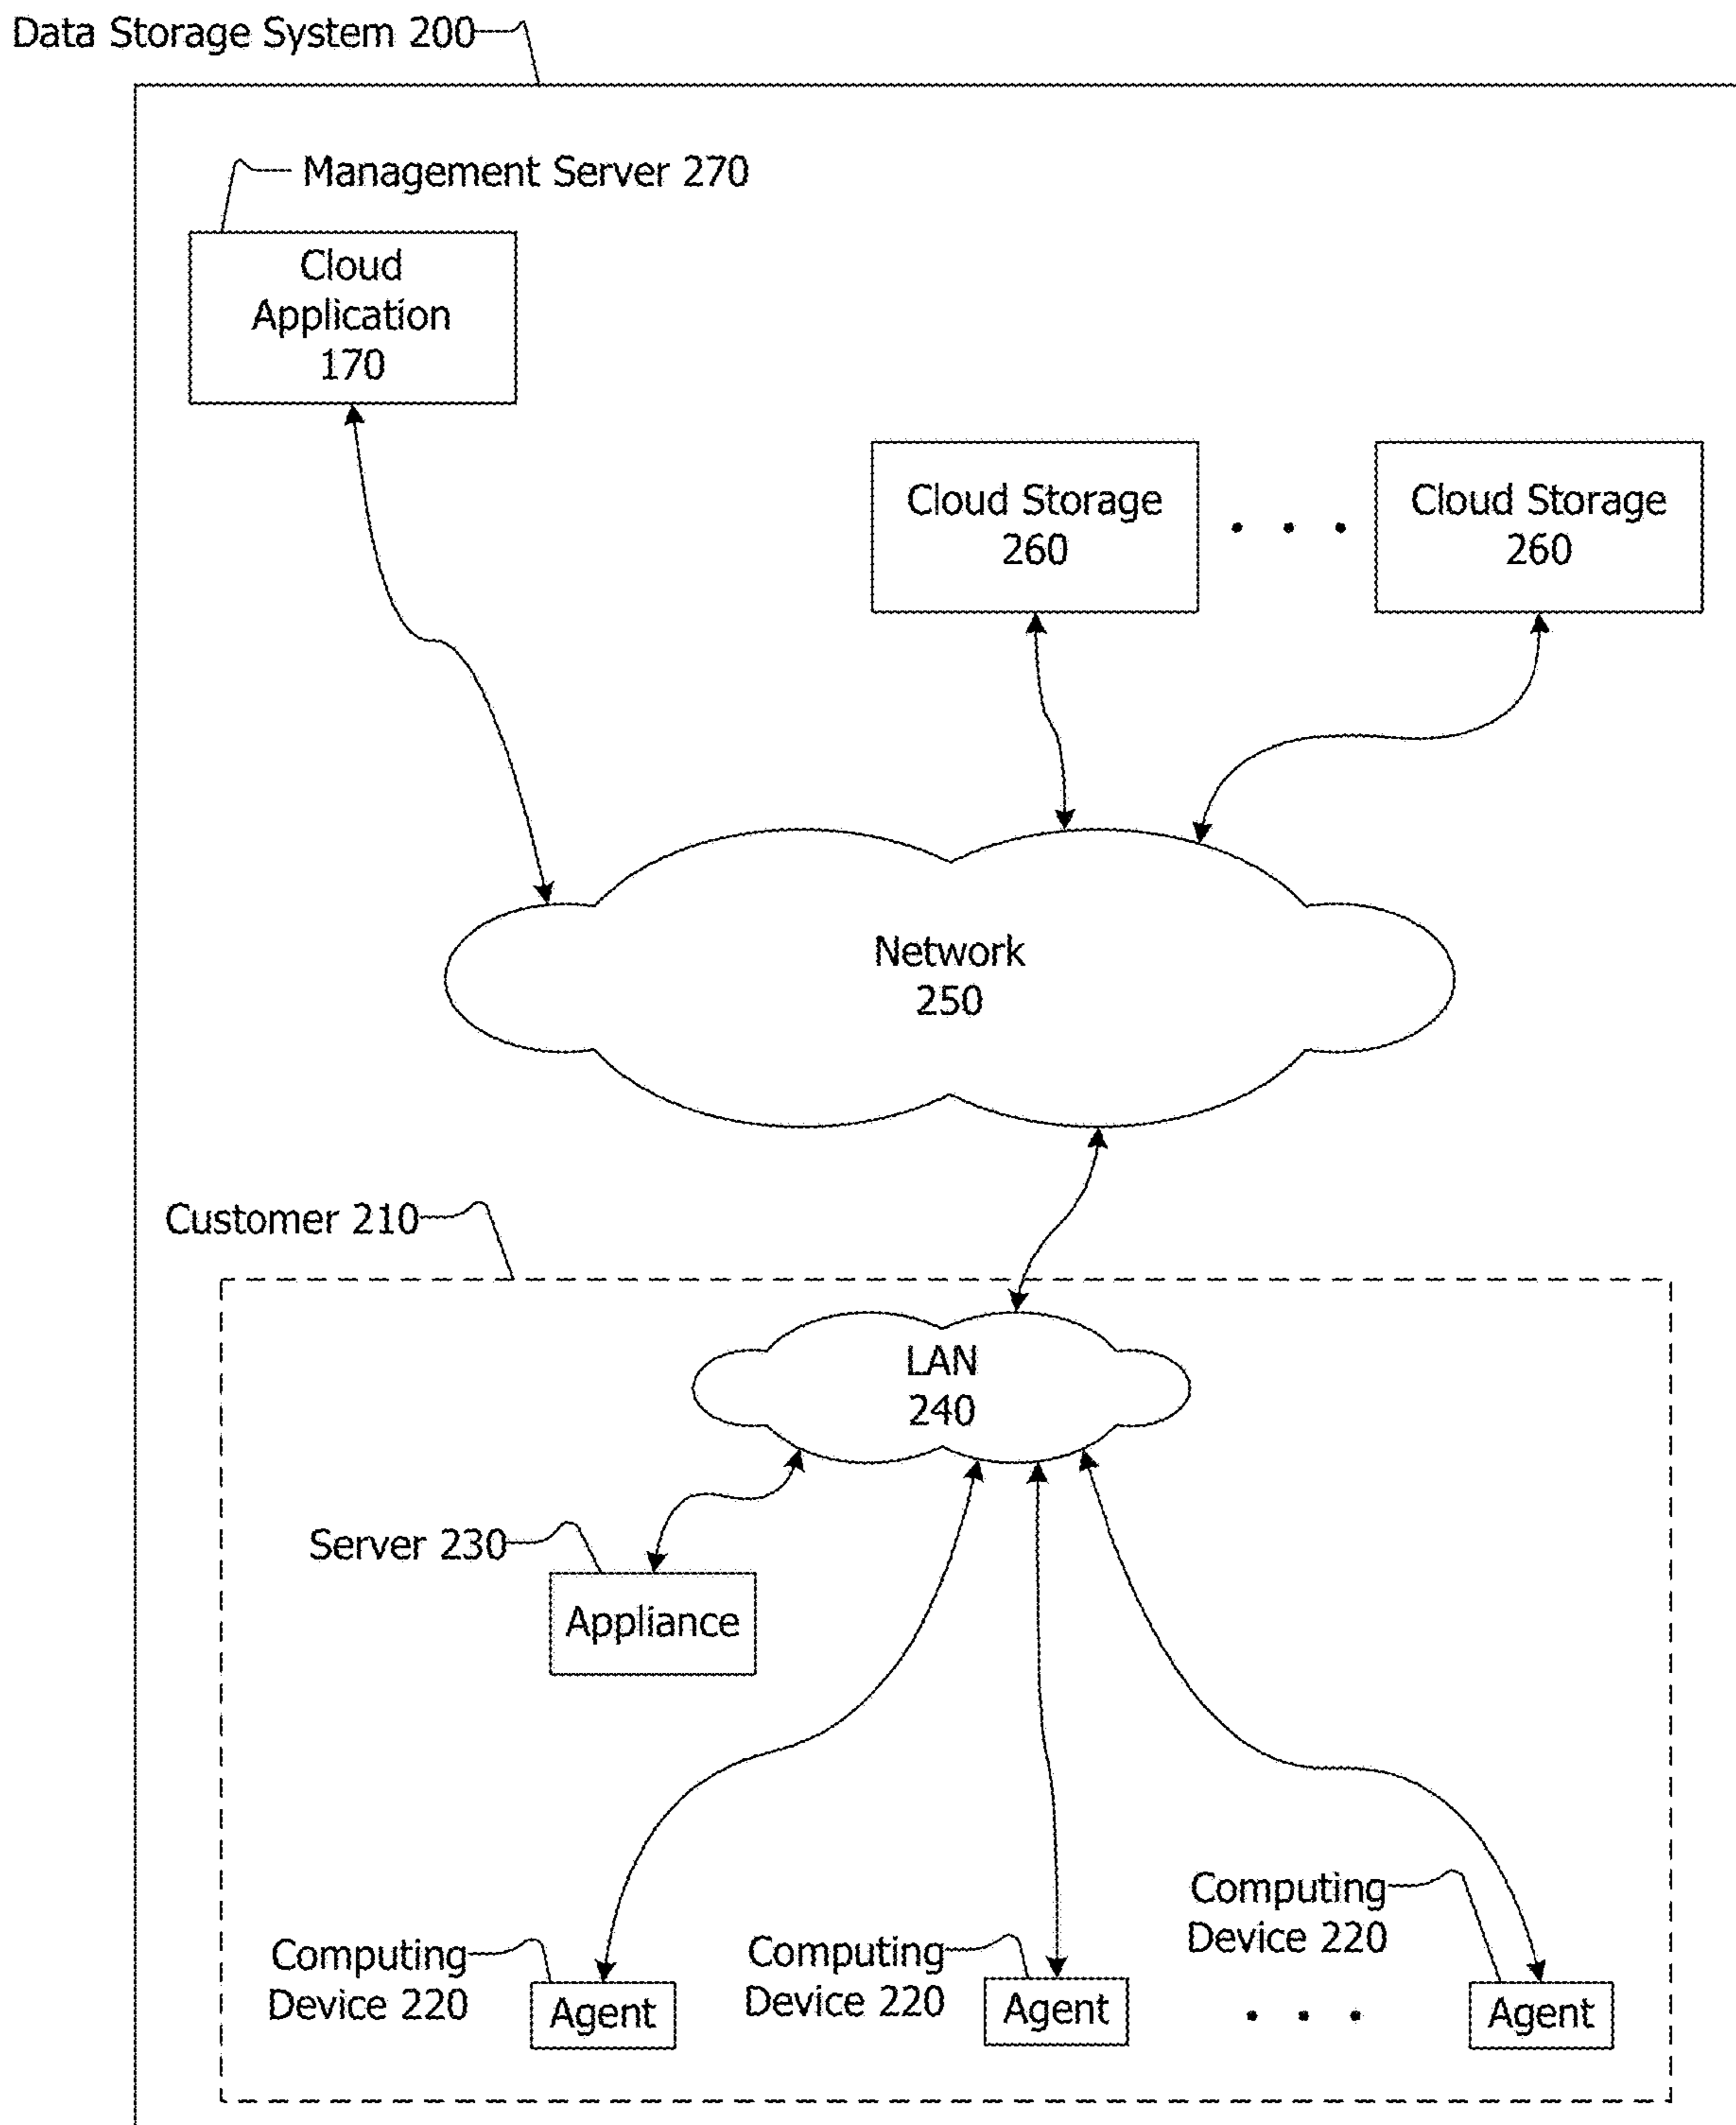 Data Storage System 200
Management Server 270
Cloud
Application
170
Cloud Storage
260
Cloud Storage
260
Network
250
Customer 210
LAN
240
Server 230
Appliance
Computing
Device 220
Agent
Computing
Device 220
Agent
Computing
Device 220
Agent